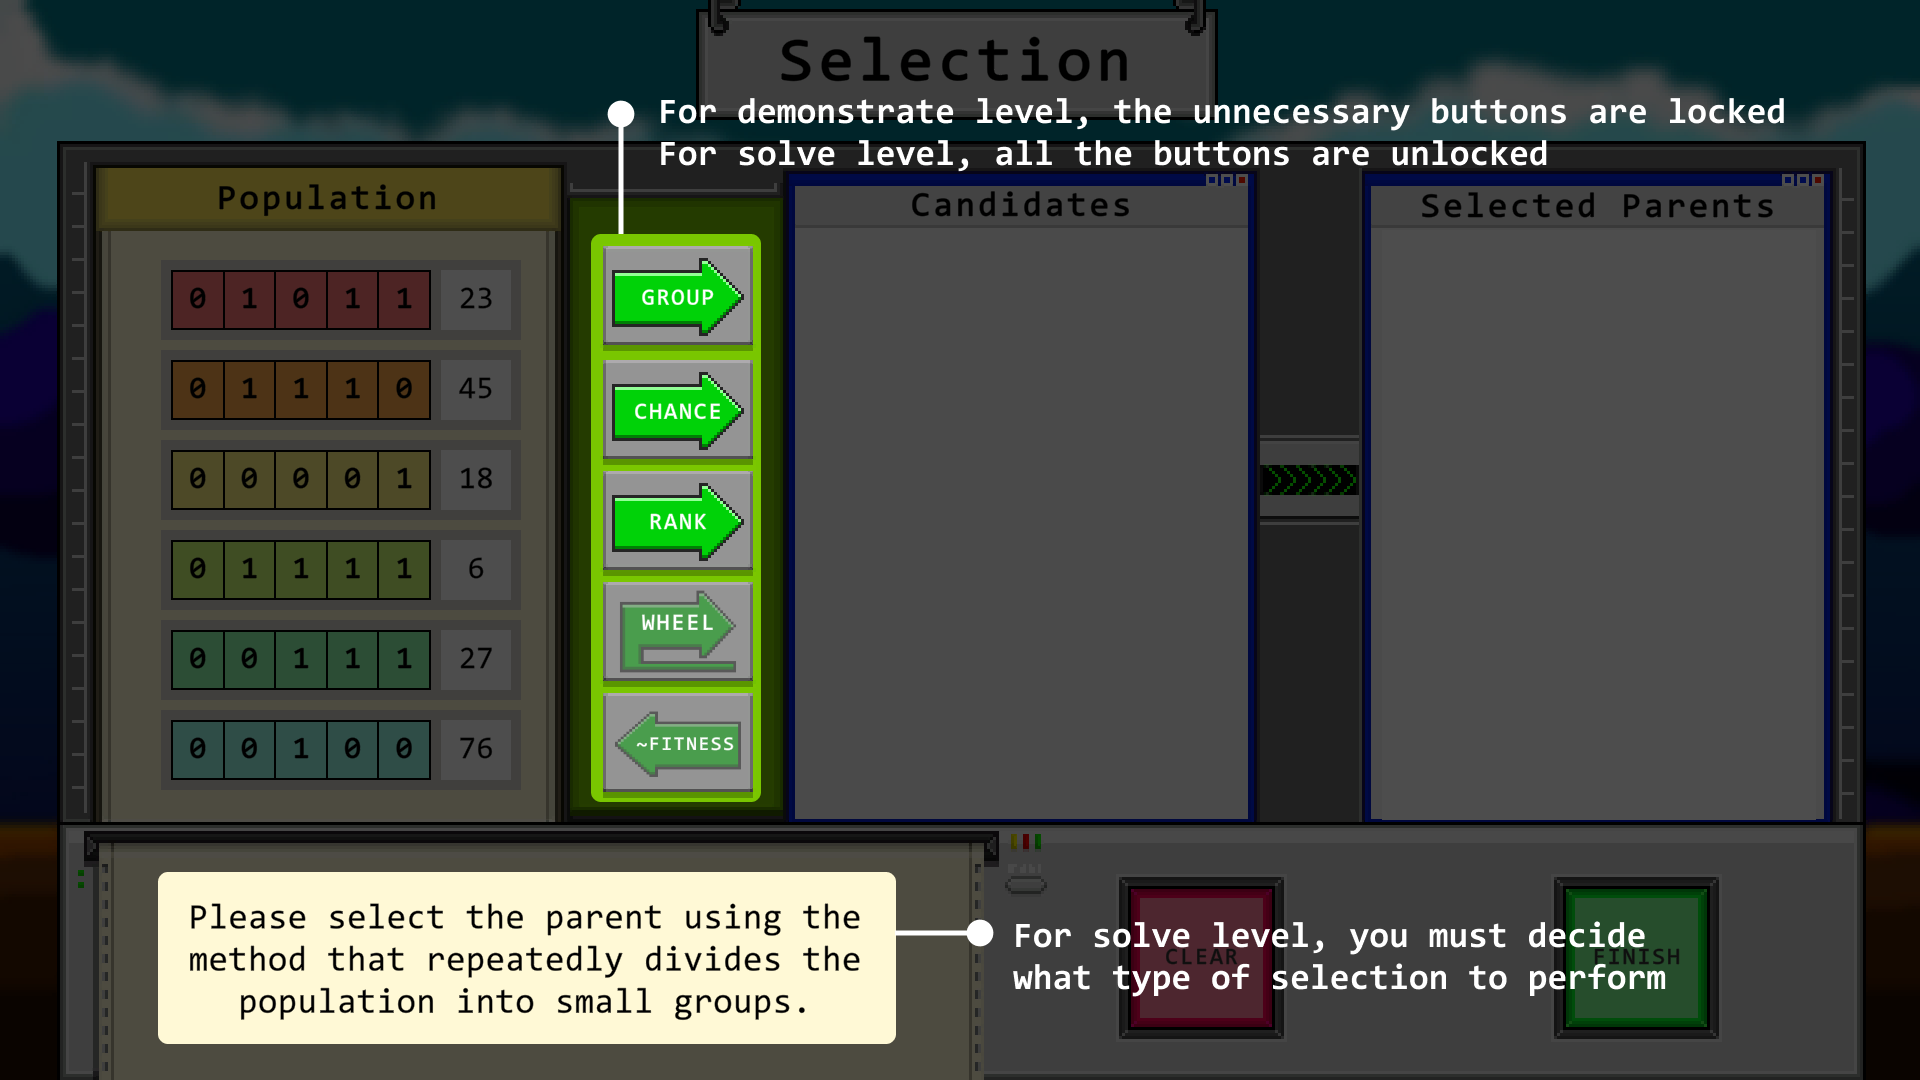 Selection
For demonstrate level, the unnecessary buttons are locked
For solve level, all the buttons are unlocked
Population
Candidates
Selected Parents
0 1 0 1 1 23
0 1 1 1 0 45
0 0 0 0 1 18
0 1 1 1 1 6
0 0 1 1 1 27
0 0 1 0 0 76
GROUP
CHANCE
RANK
WHEEL
~FITNESS
Please select the parent using the
method that repeatedly divides the
population into small groups.
For solve level, you must decide
what type of selection to perform
CLEAR
FINISH